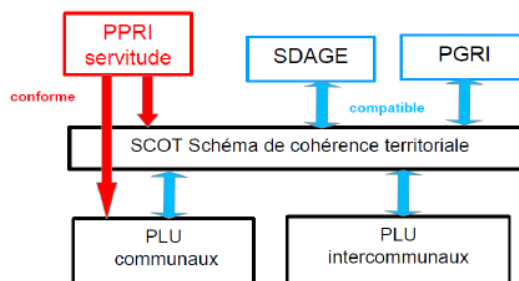 PPRI
servitude
SDAGE
PGRI
conforme
compatible
SCOT Schéma de cohérence territoriale
PLU
communaux
PLU
intercommunaux